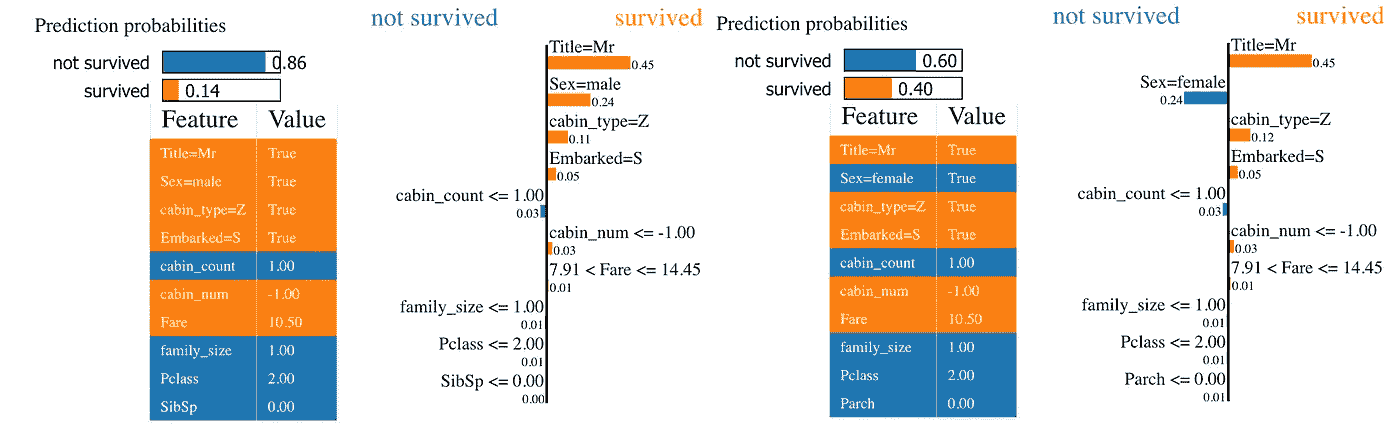 Prediction probabilities
not survived 0.86
survived 0.14
Feature Value
Title=Mr True
Sex=male True
cabin_type=Z True
Embarked=S True
cabin_count 1.00
cabin_num -1.00
Fare 10.50
family_size 1.00
Pclass 2.00
SibSp 0.00
not survived survived
Title=Mr
0.45
Sex=male
0.24
cabin_type=Z
0.11
Embarked=S
0.05
cabin_count <= 1.00
0.03
cabin_num <= -1.00
0.03
7.91 < Fare <= 14.45
0.01
family_size <= 1.00
0.01
Pclass <= 2.00
0.01
SibSp <= 0.00
0.00
Prediction probabilities
not survived 0.60
survived 0.40
Feature Value
Title=Mr True
Sex=female True
cabin_type=Z True
Embarked=S True
cabin_count 1.00
cabin_num -1.00
Fare 10.50
family_size 1.00
Pclass 2.00
Parch 0.00
not survived survived
Title=Mr
0.45
Sex=female
0.24
cabin_type=Z
0.12
Embarked=S
0.05
cabin_count <= 1.00
0.03
cabin_num <= -1.00
0.03
7.91 < Fare <= 14.45
0.01
family_size <= 1.00
0.01
Pclass <= 2.00
0.01
Parch <= 0.00
0.01